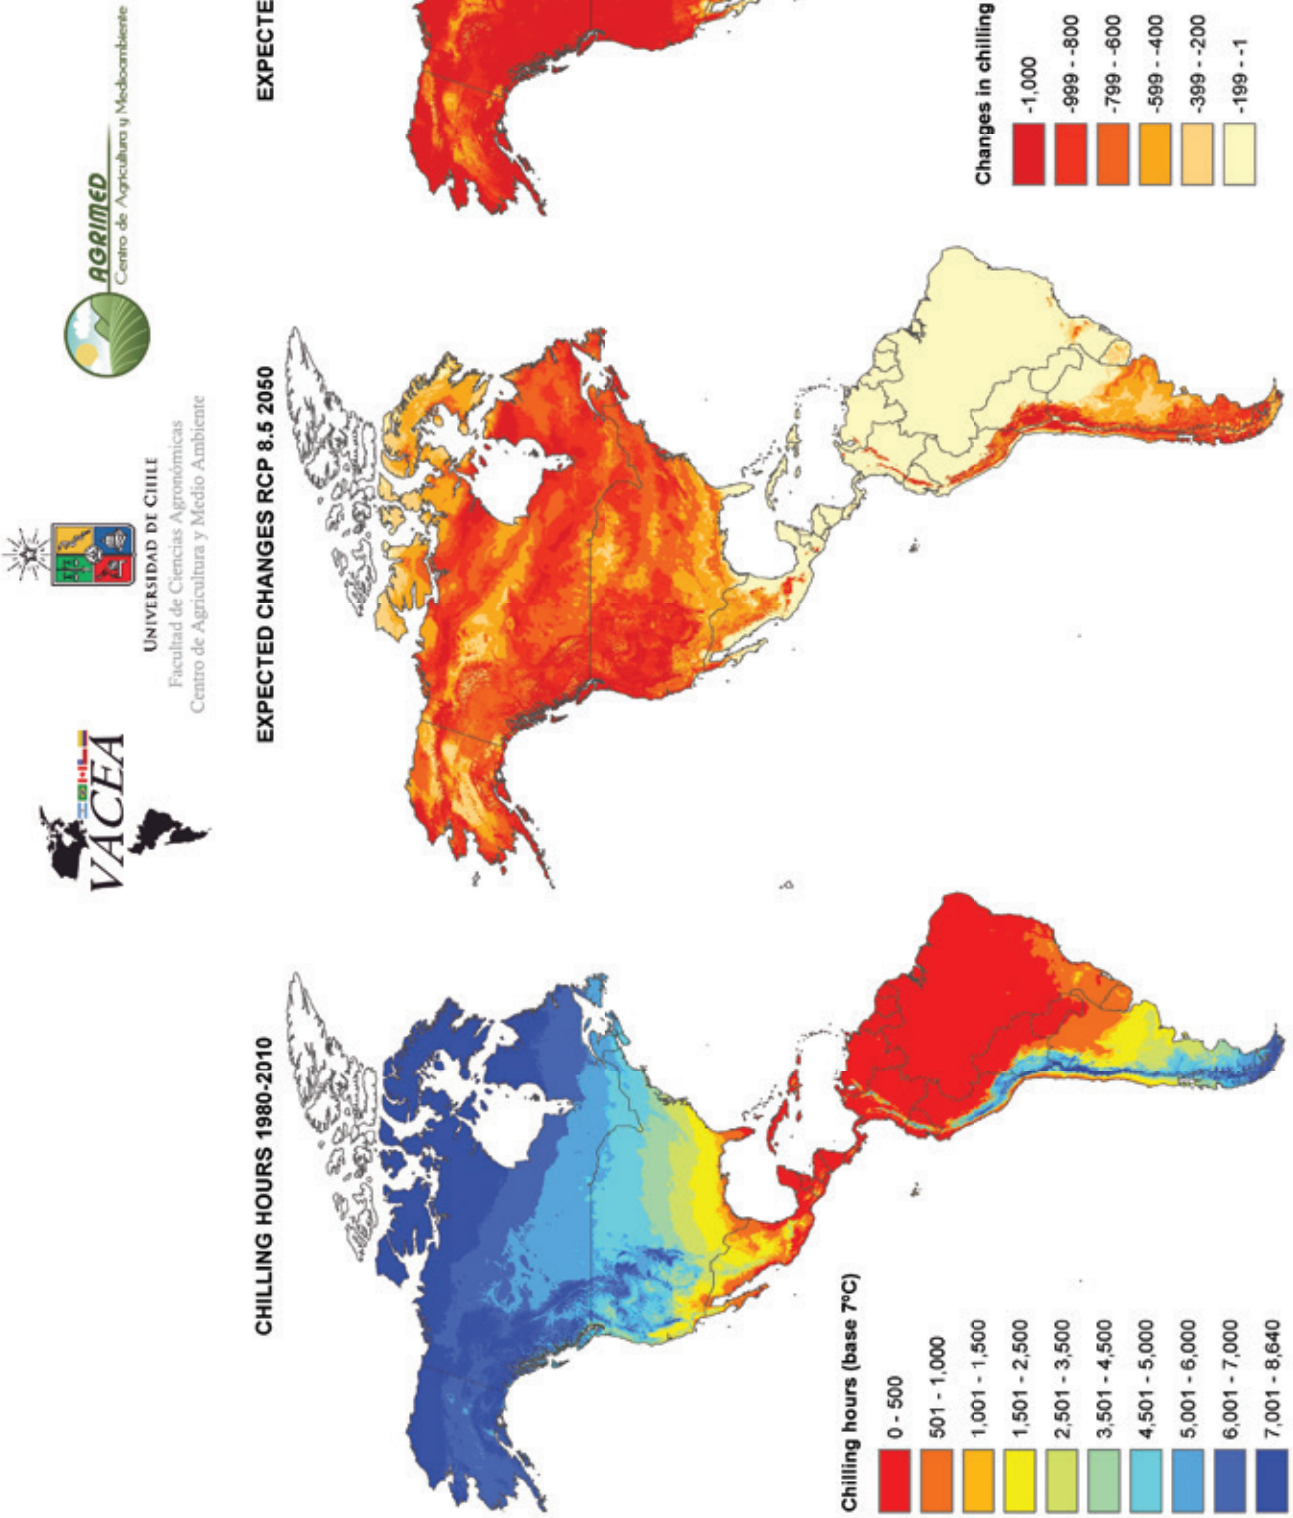 VACEA
UNIVERSIDAD DE CHILE
Facultad de Ciencias Agronómicas
Centro de Agricultura y Medio Ambiente
AGRIMED
Centro de Agricultura y Medioambiente
CHILLING HOURS 1980-2010
EXPECTED CHANGES RCP 8.5 2050
EXPECTE
Chilling hours (base 7ºC)
0 - 500
501 - 1,000
1,001 - 1,500
1,501 - 2,500
2,501 - 3,500
3,501 - 4,500
4,501 - 5,000
5,001 - 6,000
6,001 - 7,000
7,001 - 8,640
Changes in chilling
-1,000
-999 - -800
-799 - -600
-599 - -400
-399 - -200
-199 - -1